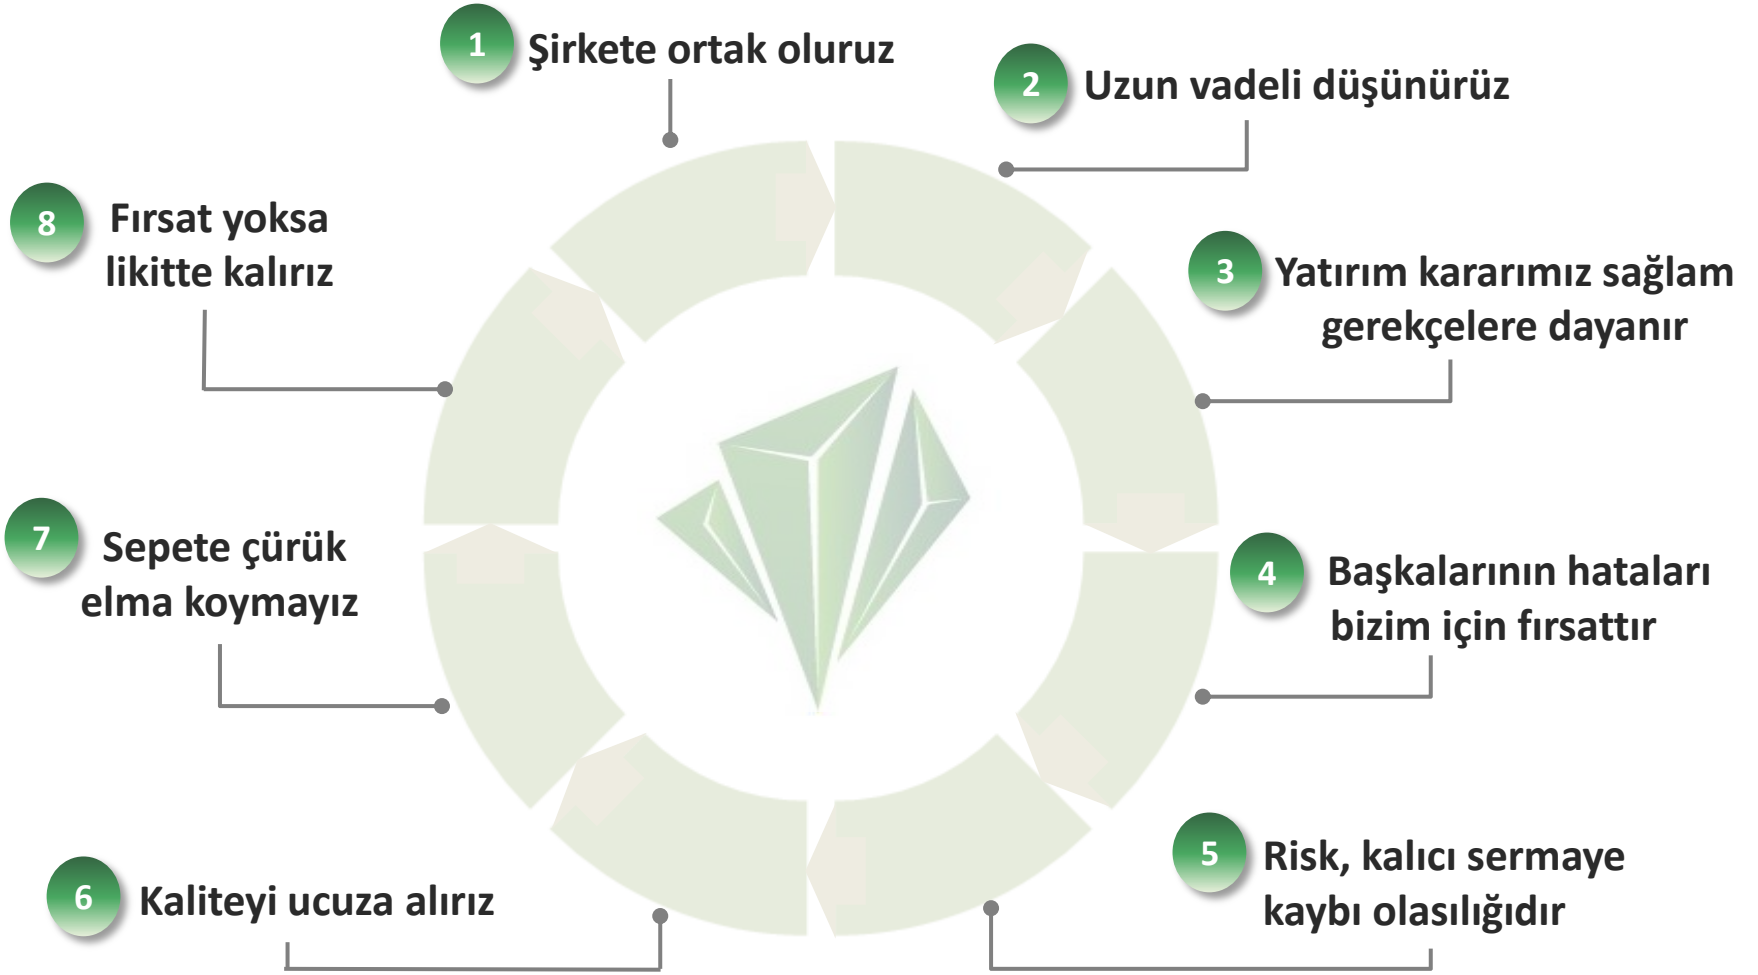 1
Şirkete ortak oluruz
2
Uzun vadeli düşünürüz
3
Yatırım kararımız sağlam
gerekçelere dayanır
4
Başkalarının hataları
bizim için fırsattır
5
Risk, kalıcı sermaye
kaybı olasılığıdır
6
Kaliteyi ucuza alırız
7
Sepete çürük
elma koymayız
8
Fırsat yoksa
likitte kalırız